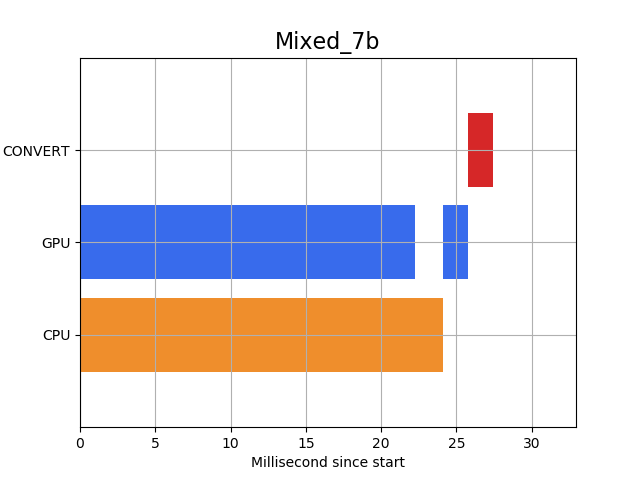 Mixed_7b
CONVERT
GPU
CPU
0 5 10 15 20 25 30
Millisecond since start